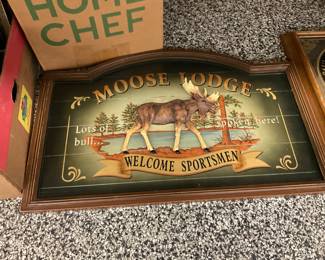 HOME
CHEF
MOOSE LODGE
Lots of
bull...
spoken here!
WELCOME SPORTSMEN